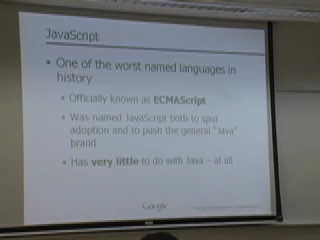 JavaScript
• One of the worst named languages in
history
• Officially known as ECMAScript
• Was named JavaScript both to spur
adoption and to push the general "Java"
brand
• Has very little to do with Java – at all
Google